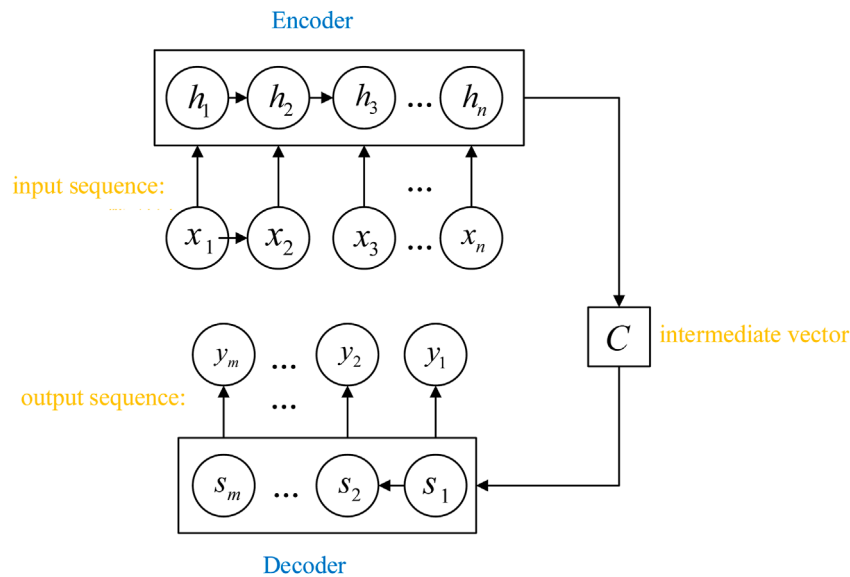 Encoder
h1 h2 h3 ... hn
input sequence:
...
x1 x2 x3 ... xn
C
intermediate vector
ym ... y2 y1
output sequence:
...
sm ... s2 s1
Decoder